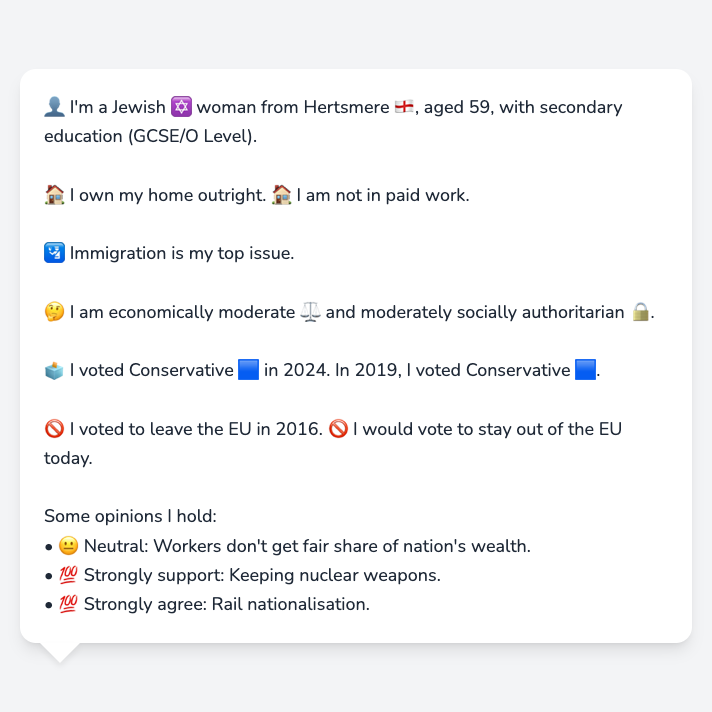 👤 I'm a Jewish ✡️ woman from Hertsmere 🏴󠁧󠁢󠁥󠁮󠁧󠁿, aged 59, with secondary
education (GCSE/O Level).
🏠 I own my home outright. 🏠 I am not in paid work.
🛂 Immigration is my top issue.
🤔 I am economically moderate ⚖️ and moderately socially authoritarian 🔒.
🗳️ I voted Conservative 🟦 in 2024. In 2019, I voted Conservative 🟦.
🚫 I voted to leave the EU in 2016. 🚫 I would vote to stay out of the EU
today.
Some opinions I hold:
• 😐 Neutral: Workers don't get fair share of nation's wealth.
• 💯 Strongly support: Keeping nuclear weapons.
• 💯 Strongly agree: Rail nationalisation.